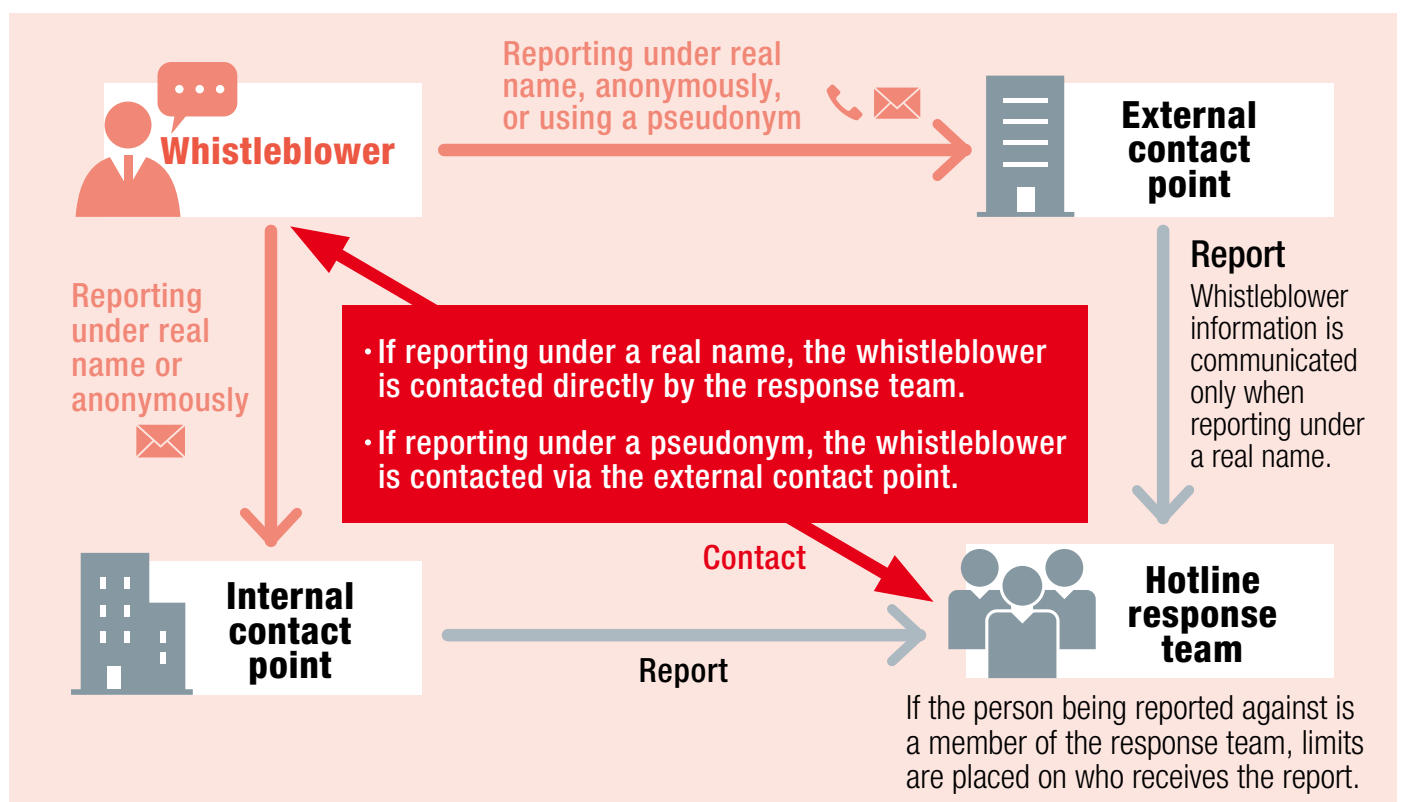 Whistleblower
Reporting under real
name, anonymously,
or using a pseudonym
External
contact
point
Reporting
under real
name or
anonymously
・If reporting under a real name, the whistleblower
is contacted directly by the response team.
・If reporting under a pseudonym, the whistleblower
is contacted via the external contact point.
Report
Whistleblower
information is
communicated
only when
reporting under
a real name.
Contact
Internal
contact
point
Report
Hotline
response
team
If the person being reported against is
a member of the response team, limits
are placed on who receives the report.